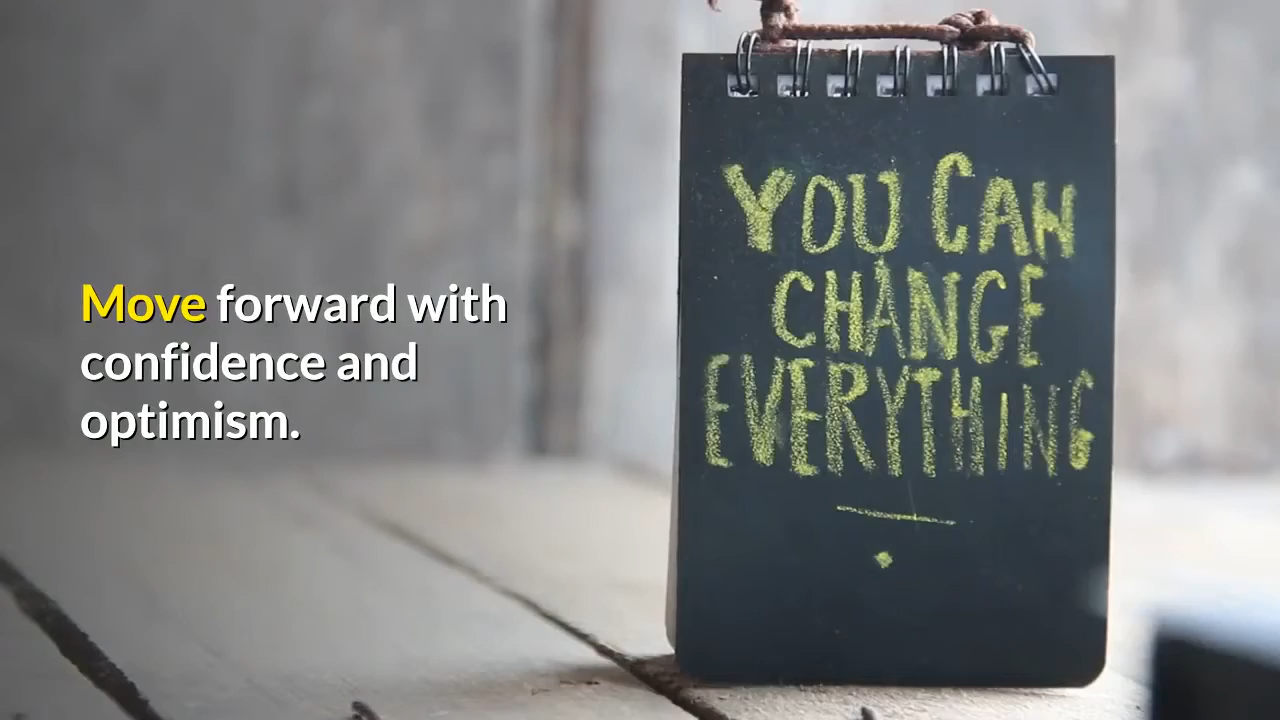 Move forward with
confidence and
optimism.
YOU CAN
CHANGE
EVERYTHING